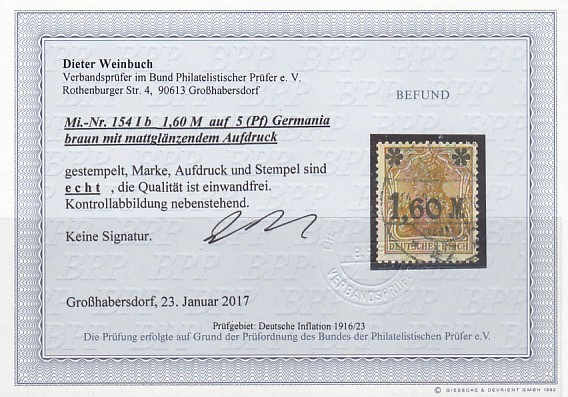 Dieter Weinbuch
Verbandsprüfer im Bund Philatelistischer Prüfer e. V.
Rothenburger Str. 4, 90613 Großhabersdorf
BEFUND
Mi.-Nr. 154 I b 1,60 M auf 5 (Pf) Germania
braun mit mattglänzendem Aufdruck
gestempelt, Marke, Aufdruck und Stempel sind
echt , die Qualität ist einwandfrei.
Kontrollabbildung nebenstehend.
Keine Signatur.
1,60 M.
DEUTSCHES REICH
VERBANDSPRÜFER
Großhabersdorf, 23. Januar 2017
Prüfgebiet: Deutsche Inflation 1916/23
Die Prüfung erfolgte auf Grund der Prüfordnung des Bundes der Philatelistischen Prüfer e.V.
© GIESECKE & DEVRIENT GMBH 1992
BPP BPP BPP